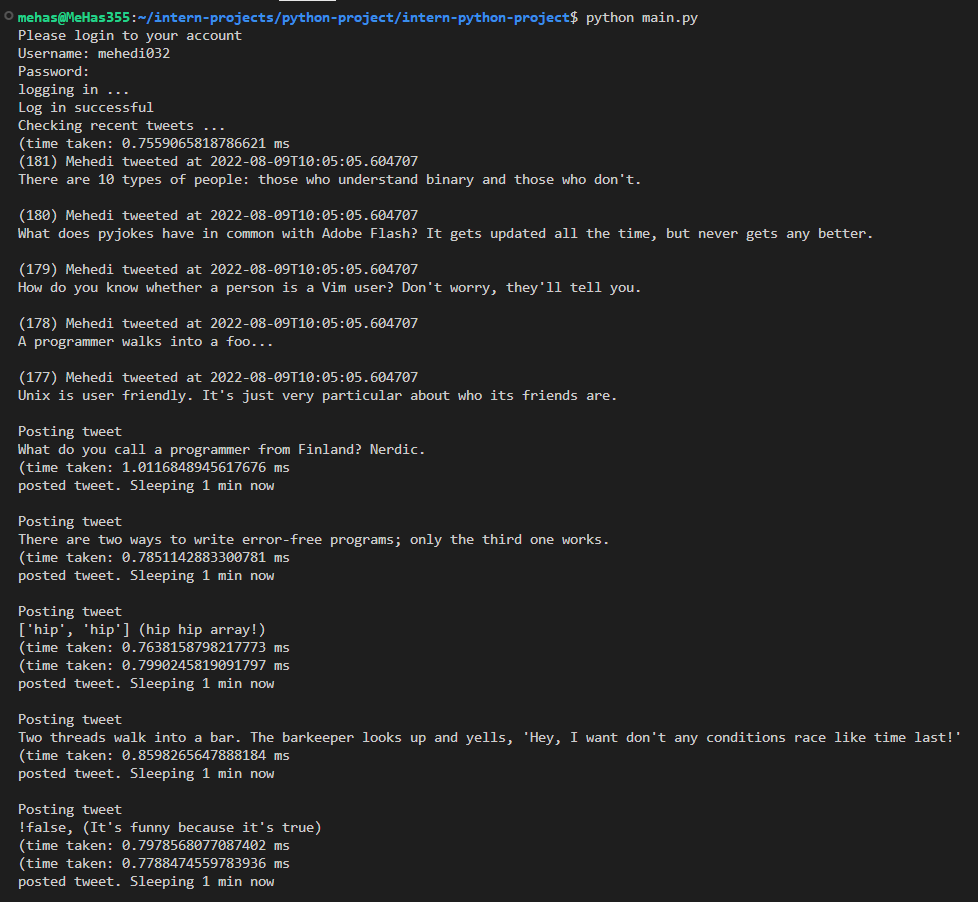 mehas@MeHas355:~/intern-projects/python-project/intern-python-project$ python main.py
Please login to your account
Username: mehedi032
Password:
logging in ...
Log in successful
Checking recent tweets ...
(time taken: 0.7559065818786621 ms
(181) Mehedi tweeted at 2022-08-09T10:05:05.604707
There are 10 types of people: those who understand binary and those who don't.

(180) Mehedi tweeted at 2022-08-09T10:05:05.604707
What does pyjokes have in common with Adobe Flash? It gets updated all the time, but never gets any better.

(179) Mehedi tweeted at 2022-08-09T10:05:05.604707
How do you know whether a person is a Vim user? Don't worry, they'll tell you.

(178) Mehedi tweeted at 2022-08-09T10:05:05.604707
A programmer walks into a foo...

(177) Mehedi tweeted at 2022-08-09T10:05:05.604707
Unix is user friendly. It's just very particular about who its friends are.

Posting tweet
What do you call a programmer from Finland? Nerdic.
(time taken: 1.0116848945617676 ms
posted tweet. Sleeping 1 min now

Posting tweet
There are two ways to write error-free programs; only the third one works.
(time taken: 0.7851142883300781 ms
posted tweet. Sleeping 1 min now

Posting tweet
['hip', 'hip'] (hip hip array!)
(time taken: 0.7638158798217773 ms
(time taken: 0.7990245819091797 ms
posted tweet. Sleeping 1 min now

Posting tweet
Two threads walk into a bar. The barkeeper looks up and yells, 'Hey, I want don't any conditions race like time last!'
(time taken: 0.8598265647888184 ms
posted tweet. Sleeping 1 min now

Posting tweet
!false, (It's funny because it's true)
(time taken: 0.7978568077087402 ms
(time taken: 0.7788474559783936 ms
posted tweet. Sleeping 1 min now